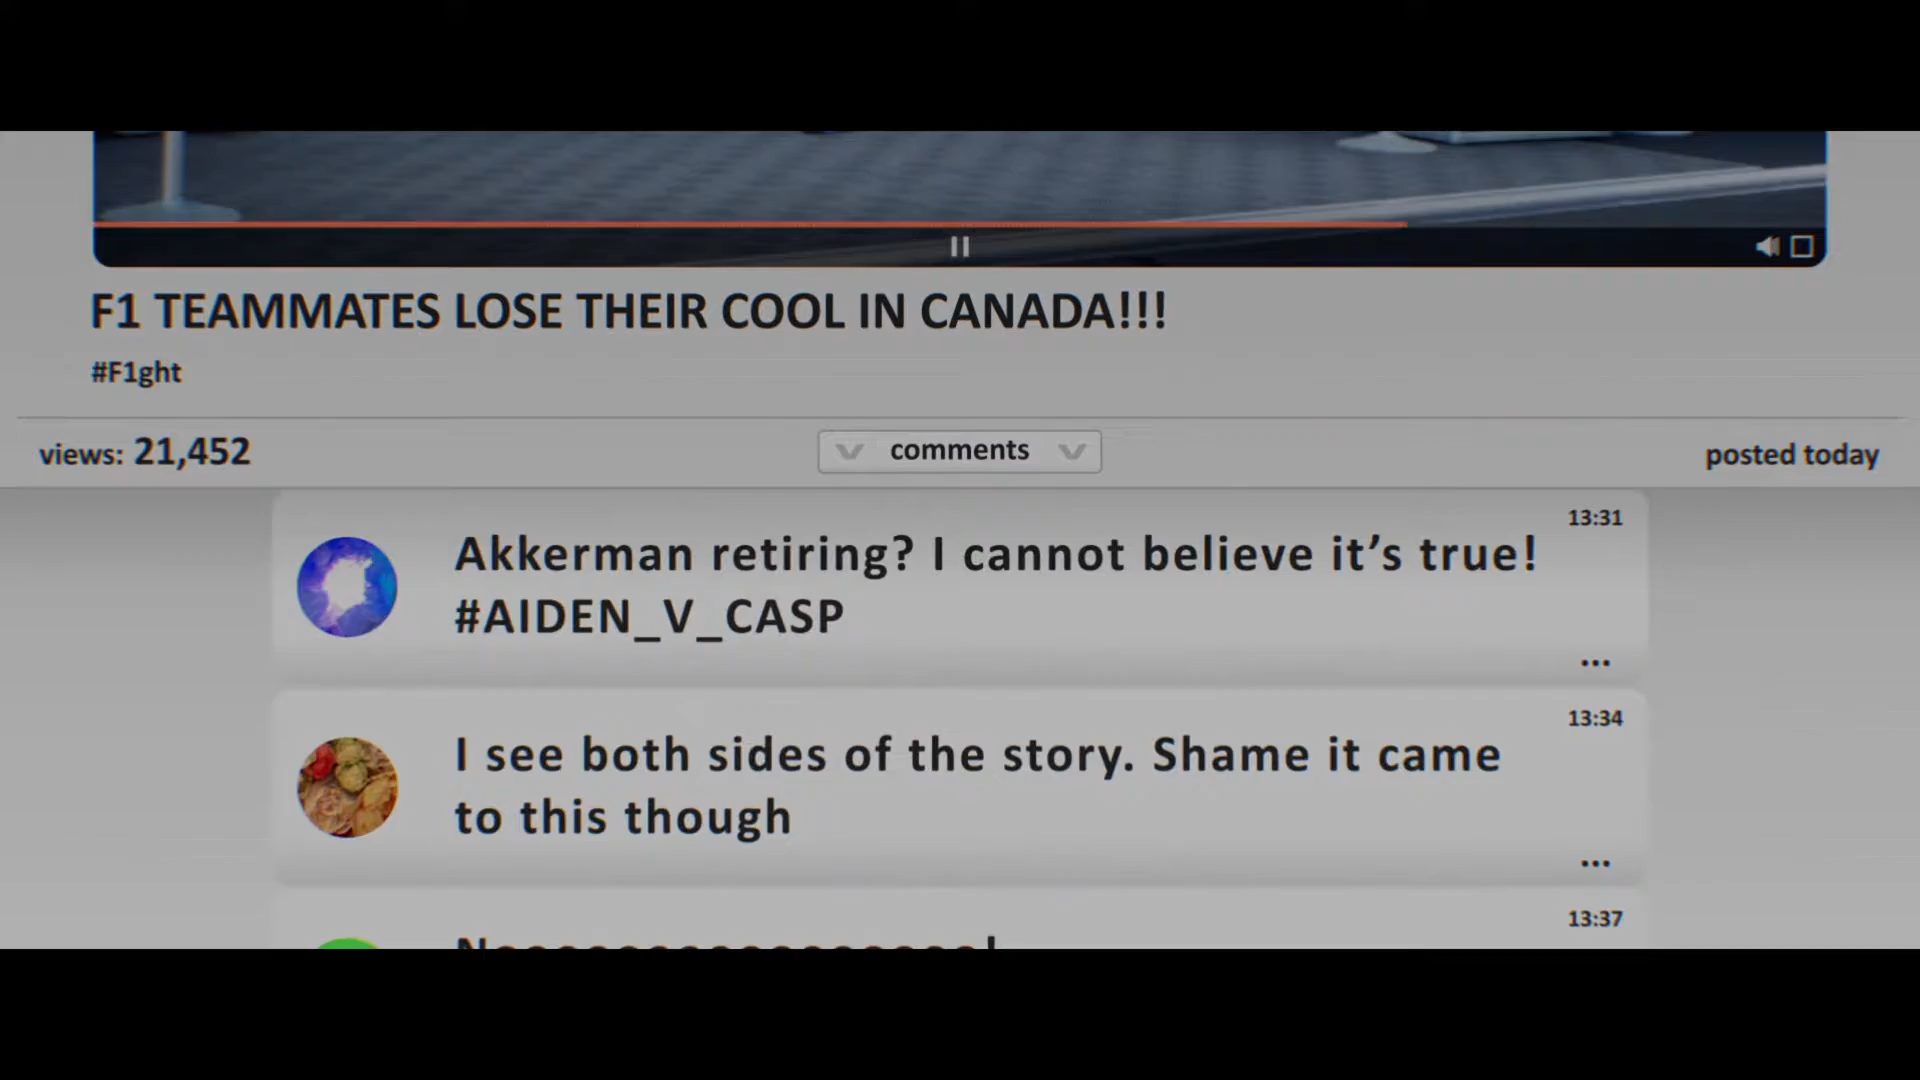 F1 TEAMMATES LOSE THEIR COOL IN CANADA!!!
#F1ght
views: 21,452
comments
posted today
13:31
Akkerman retiring? I cannot believe it’s true!
#AIDEN_V_CASP
...
13:34
I see both sides of the story. Shame it came
to this though
...
13:37